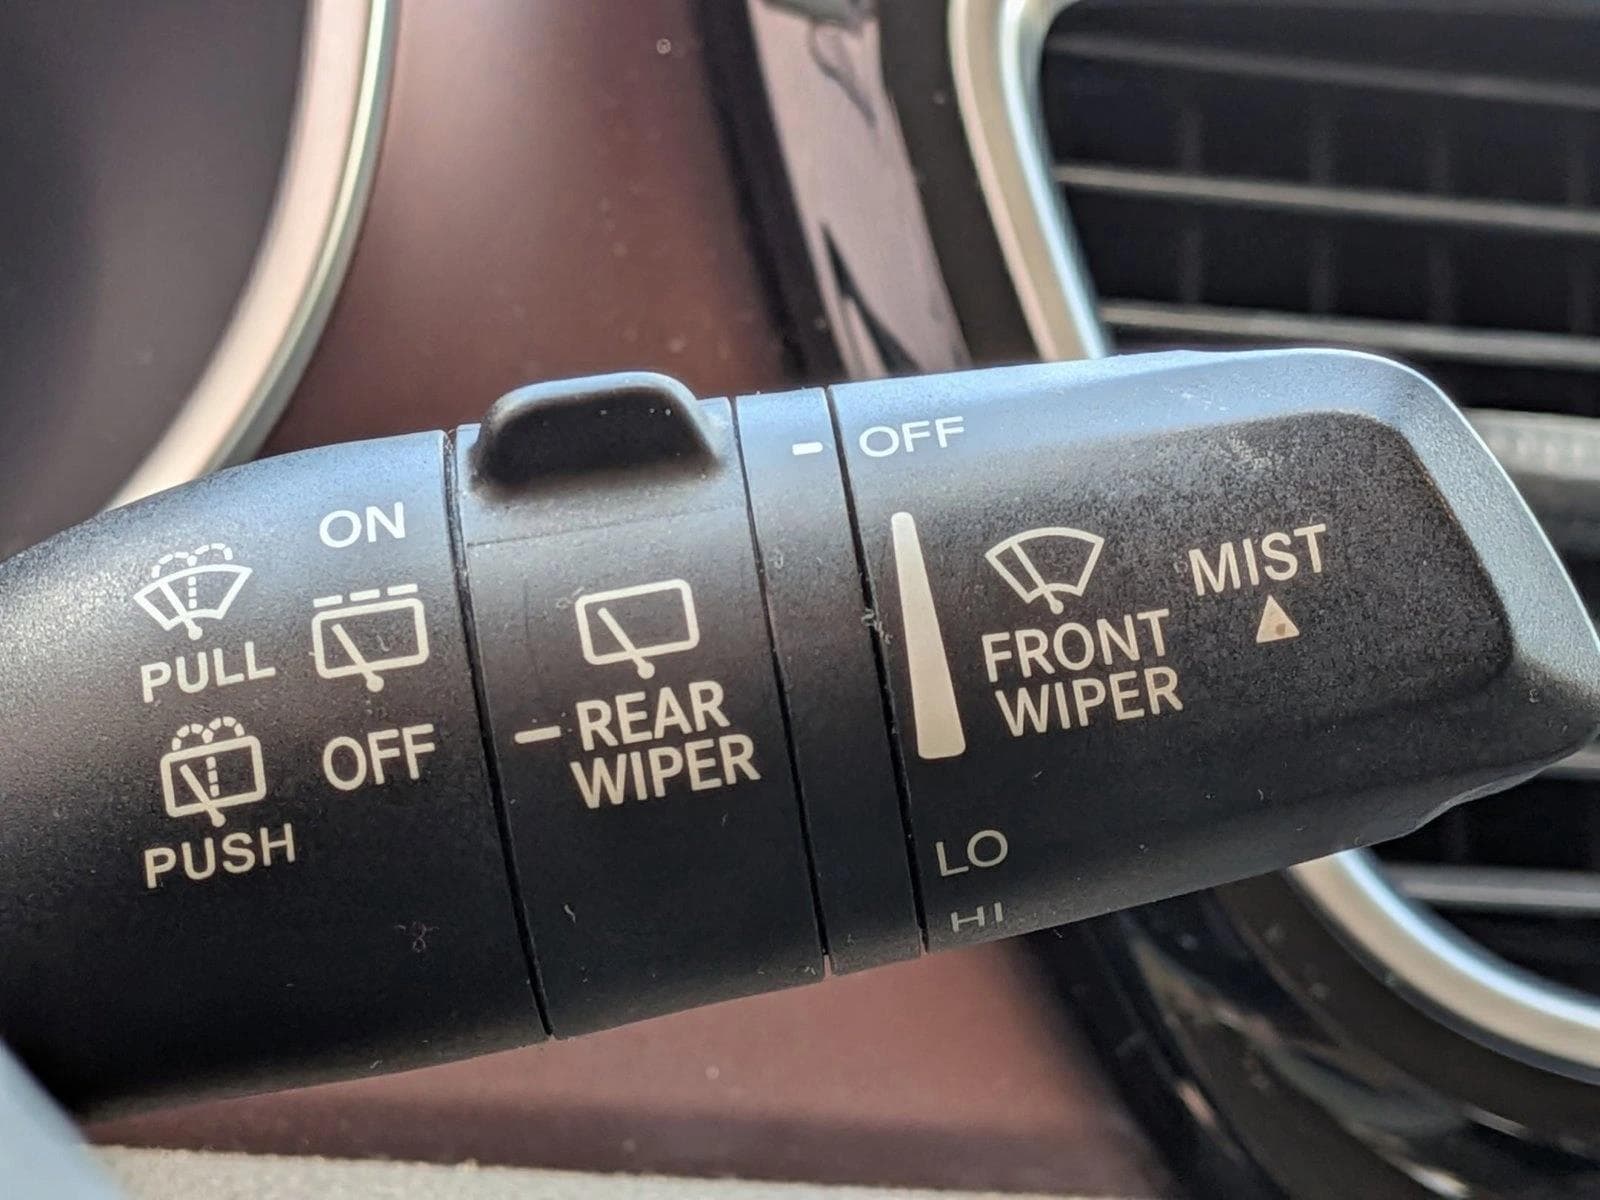 ON
PULL
OFF
PUSH
REAR
WIPER
OFF
FRONT
WIPER
MIST
LO
HI